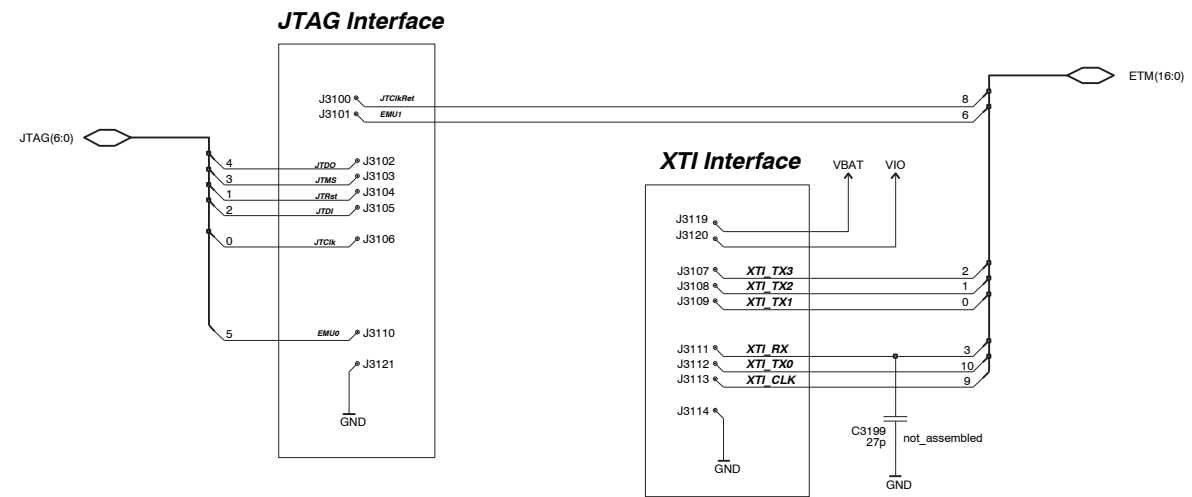 JTAG Interface
ETM(16:0)
J3100 JTClkRet 8
J3101 EMU1 6
JTAG(6:0)
4 JTDO J3102
3 JTMS J3103
1 JTRst J3104
2 JTDI J3105
0 JTClk J3106
5 EMU0 J3110
J3121
GND
XTI Interface
VBAT VIO
J3119
J3120
J3107 XTI_TX3 2
J3108 XTI_TX2 1
J3109 XTI_TX1 0
J3111 XTI_RX 3
J3112 XTI_TX0 10
J3113 XTI_CLK 9
J3114
GND
C3199
27p not_assembled
GND